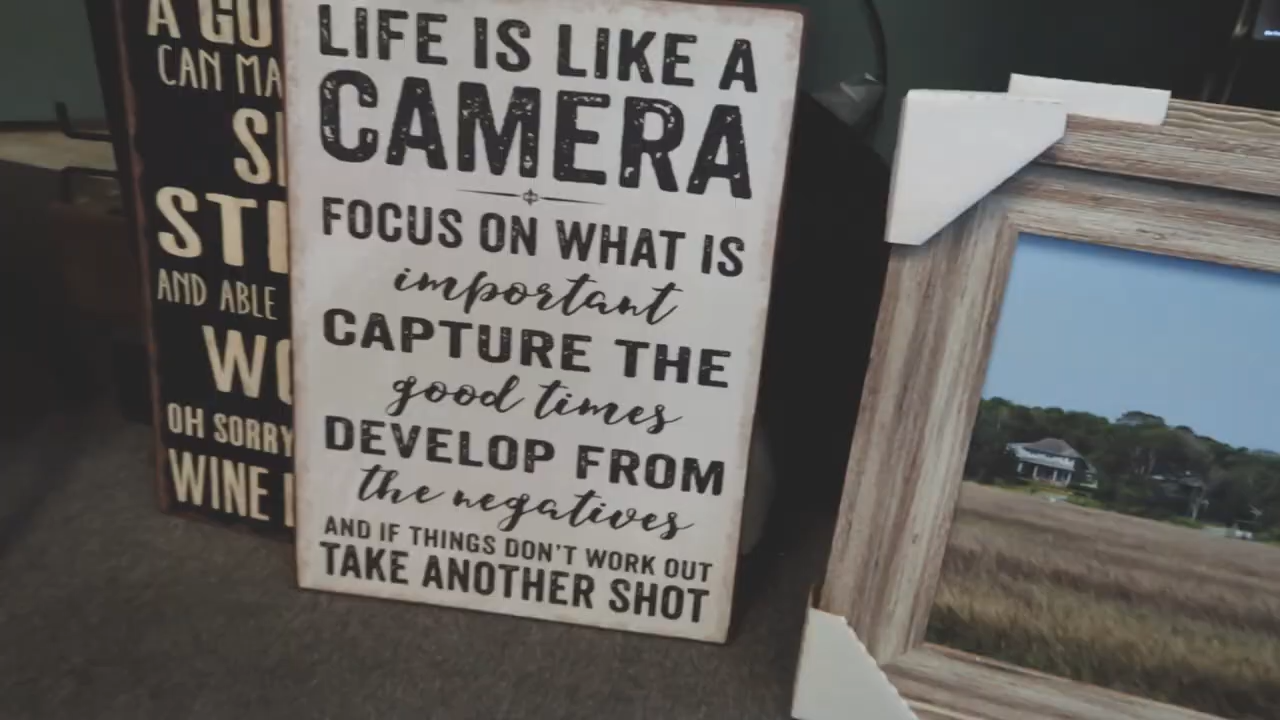 A
CAN
AND ABLE
OH SORRY
WINE
LIFE IS LIKE A
CAMERA
FOCUS ON WHAT IS
important
CAPTURE THE
good times
DEVELOP FROM
the negatives
AND IF THINGS DON'T WORK OUT
TAKE ANOTHER SHOT